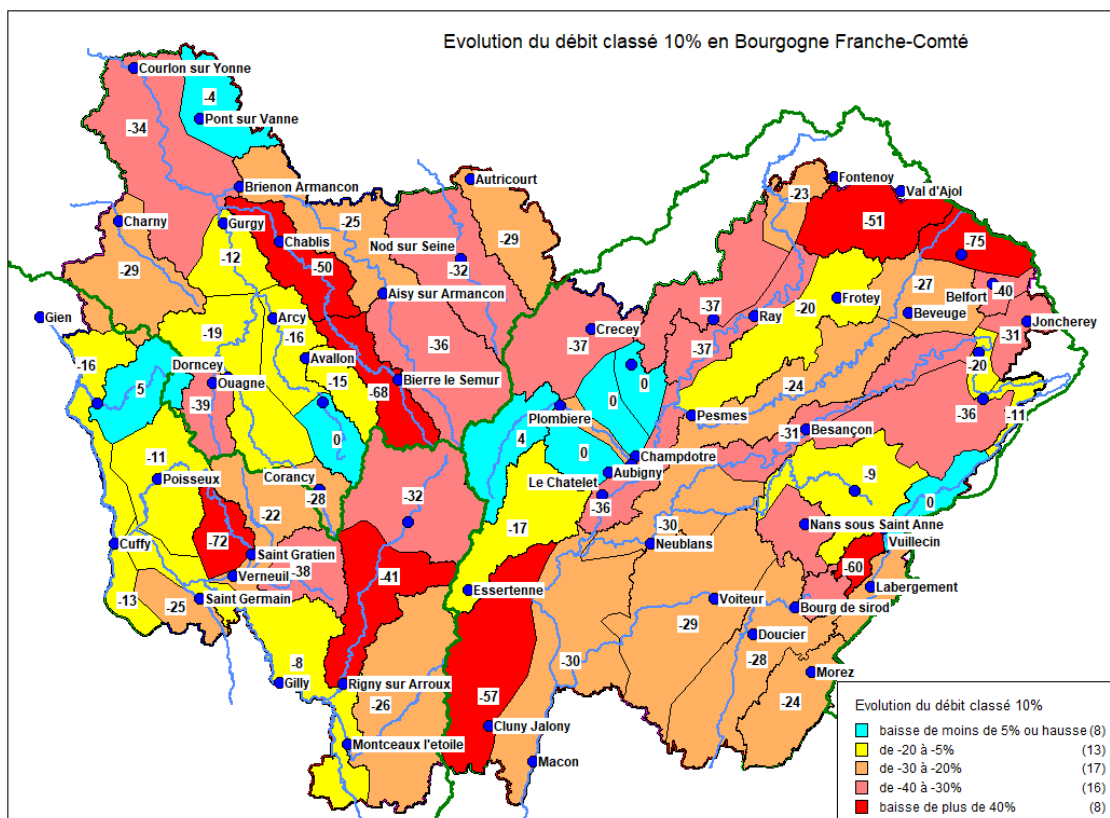 Evolution du débit classé 10% en Bourgogne Franche-Comté
Courlon sur Yonne
-4
Pont sur Vanne
-34
Brienon Armancon
Autricourt
Fontenoy
Val d'Ajol
-23
Charny
Gurgy
-25
-51
Chablis
Nod sur Seine
-29
-75
-12
-29
-50
-32
-27
-40
Aisy sur Armancon
Frotey
Belfort
Gien
-19
Arcy
-37
-20
Beveuge
Joncherey
Ray
-31
-16
Crecey
-16
Avallon
-36
-37
-37
Dorncey
-15
Bierre le Semur
0
-20
5
Ouagne
-68
-24
-39
0
-36
-11
Plombiere
Pesmes
0
4
-31
Besançon
-11
0
Champdotre
Poisseux
Corancy
Aubigny
-9
Le Chatelet
-28
-32
0
-22
-17
-36
-30
Nans sous Saint Anne
Cuffy
-72
Saint Gratien
Neublans
Vuillecin
-38
-41
-60
Verneuil
Essertenne
Labergement
-13
-25
Saint Germain
Voiteur
Bourg de sirod
-29
Doucier
-8
-30
-28
Gilly
Rigny sur Arroux
Morez
-57
-24
-26
Cluny Jalony
Montceaux l'etoile
Macon
Evolution du débit classé 10%
baisse de moins de 5% ou hausse (8)
de -20 à -5% (13)
de -30 à -20% (17)
de -40 à -30% (16)
baisse de plus de 40% (8)